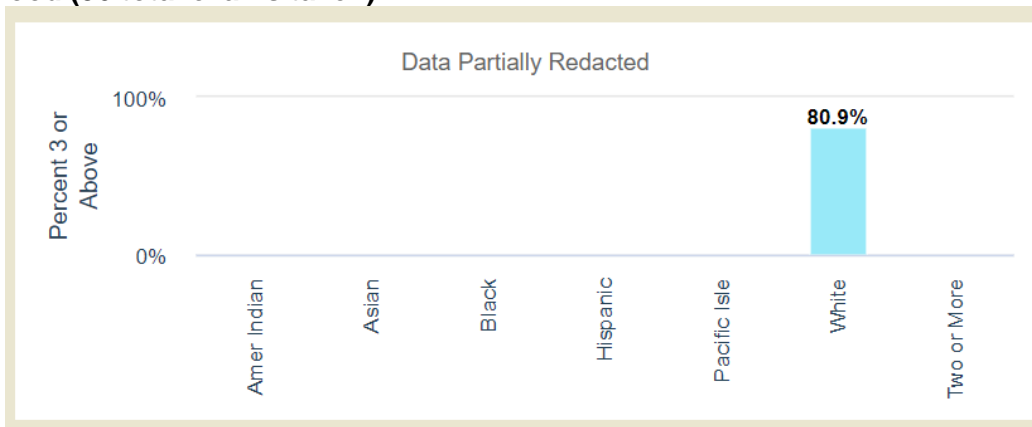 Data Partially Redacted
100%
80.9%
Percent 3 or
Above
0%
Amer Indian
Asian
Black
Hispanic
Pacific Isle
White
Two or More